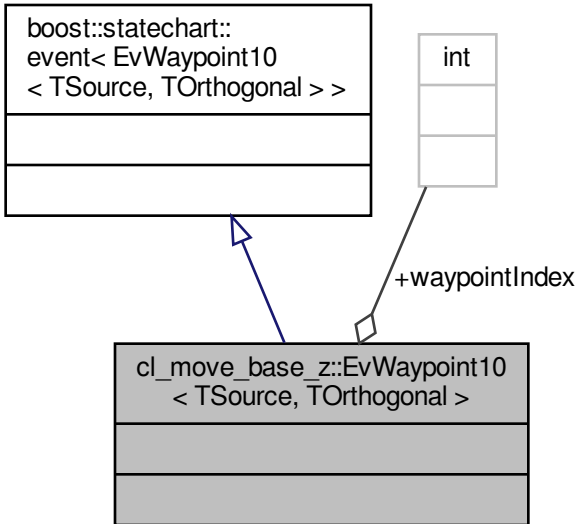 boost::statechart::
event< EvWaypoint10
< TSource, TOrthogonal > >
int
+waypointIndex
cl_move_base_z::EvWaypoint10
< TSource, TOrthogonal >